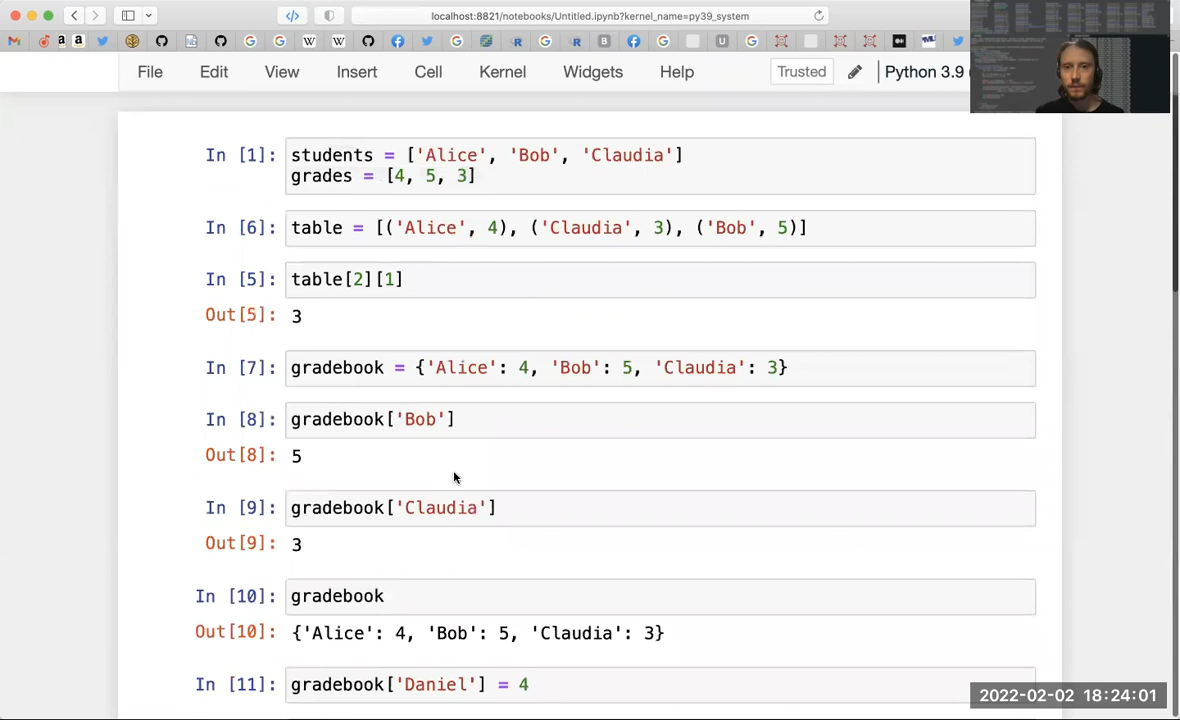 localhost:8821/notebooks/Untitled.ipynb?kernel_name=py39_system
File Edit View Insert Cell Kernel Widgets Help Trusted Python 3.9
In [1]: students = ['Alice', 'Bob', 'Claudia']
grades = [4, 5, 3]
In [6]: table = [('Alice', 4), ('Claudia', 3), ('Bob', 5)]
In [5]: table[2][1]
Out[5]: 3
In [7]: gradebook = {'Alice': 4, 'Bob': 5, 'Claudia': 3}
In [8]: gradebook['Bob']
Out[8]: 5
In [9]: gradebook['Claudia']
Out[9]: 3
In [10]: gradebook
Out[10]: {'Alice': 4, 'Bob': 5, 'Claudia': 3}
In [11]: gradebook['Daniel'] = 4
2022-02-02 18:24:01